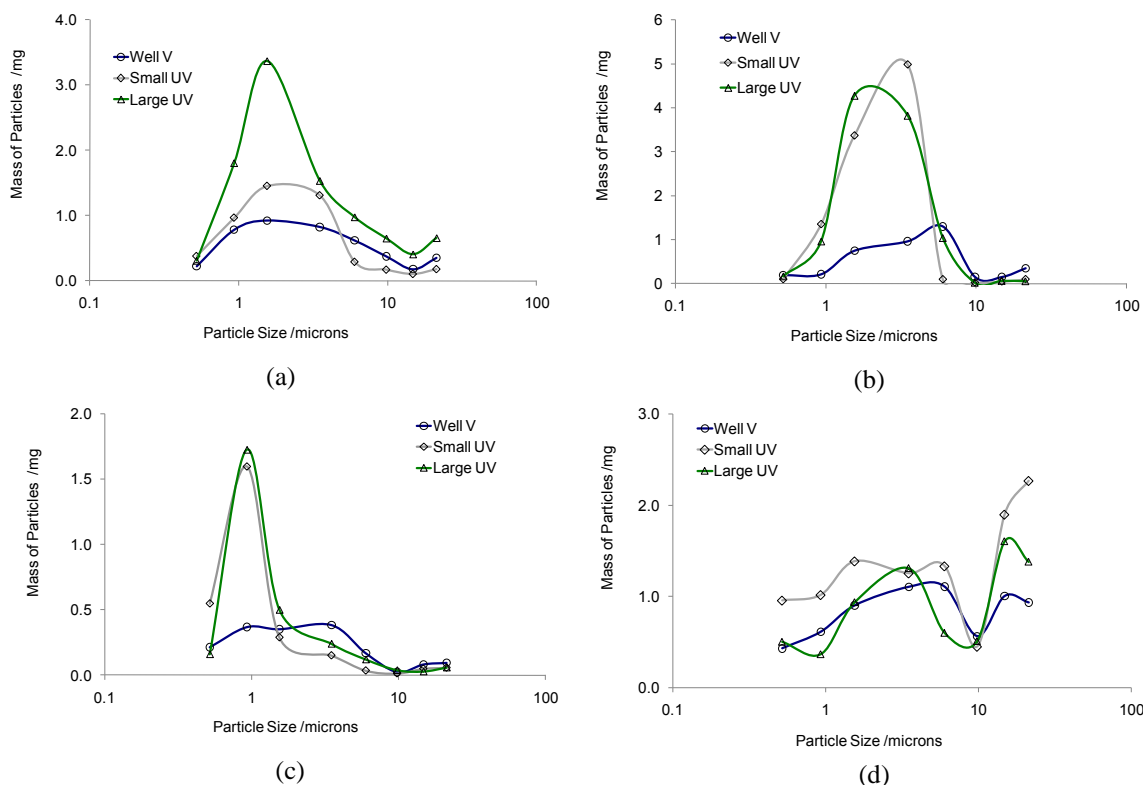 4.0
3.0
2.0
1.0
0.0
Mass of Particles /mg
Well V
Small UV
Large UV
0.1 1 10 100
Particle Size /microns
(a)
6
5
4
3
2
1
0
Mass of Particles /mg
Well V
Small UV
Large UV
0.1 1 10 100
Particle Size /microns
(b)
2.0
1.5
1.0
0.5
0.0
Mass of Particles /mg
Well V
Small UV
Large UV
0.1 1 10 100
Particle Size /microns
(c)
3.0
2.0
1.0
0.0
Mass of Particles /mg
Well V
Small UV
Large UV
0.1 1 10 100
Particle Size /microns
(d)